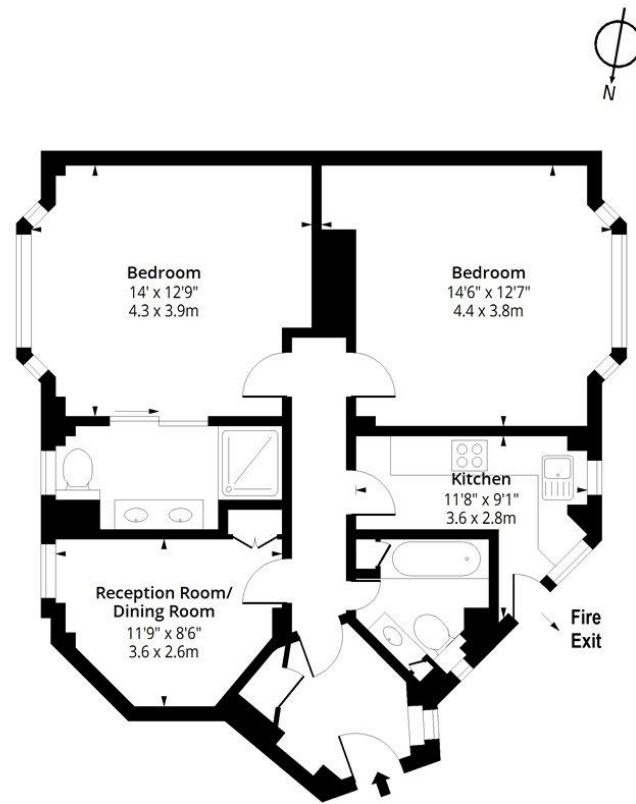 N
Bedroom
14' x 12'9"
4.3 x 3.9m
Bedroom
14'6" x 12'7"
4.4 x 3.8m
Kitchen
11'8" x 9'1"
3.6 x 2.8m
Reception Room/
Dining Room
11'9" x 8'6"
3.6 x 2.6m
Fire
Exit